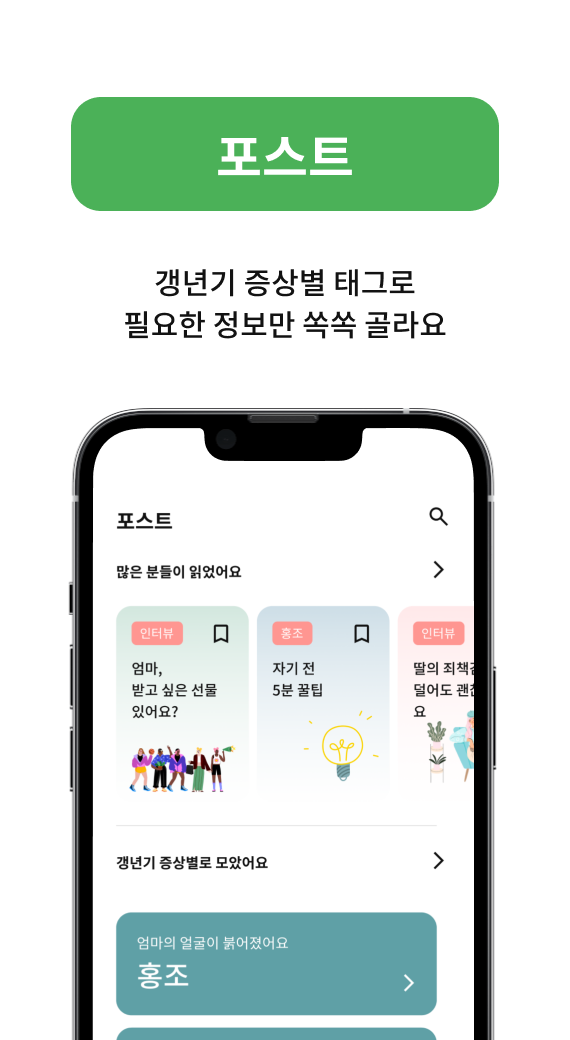 포스트
갱년기 증상별 태그로
필요한 정보만 쏙쏙 골라요
포스트
많은 분들이 읽었어요
인터뷰
엄마,
받고 싶은 선물
있어요?
홍조
자기 전
5분 꿀팁
인터뷰
딸의 죄책감
덜어도 괜찮
요
갱년기 증상별로 모았어요
엄마의 얼굴이 붉어졌어요
홍조